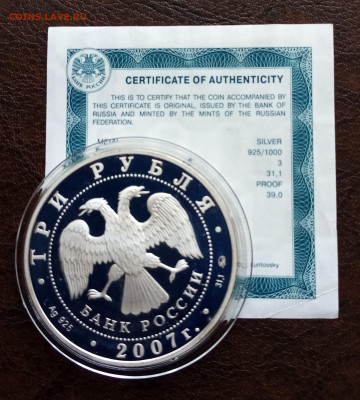 coins.lave.ru
БАНК РОССИИ
CERTIFICATE OF AUTHENTICITY
THIS IS TO CERTIFY THAT THE COIN ACCOMPANIED BY
THIS CERTIFICATE IS ORIGINAL, ISSUED BY THE BANK OF
RUSSIA AND MINTED BY THE MINTS OF THE RUSSIAN
FEDERATION.
SILVER
925/1000
3
31,1
PROOF
39,0
ТРИ РУБЛЯ
Ag 925
31,1
БАНК РОССИИ
• 2007г. •